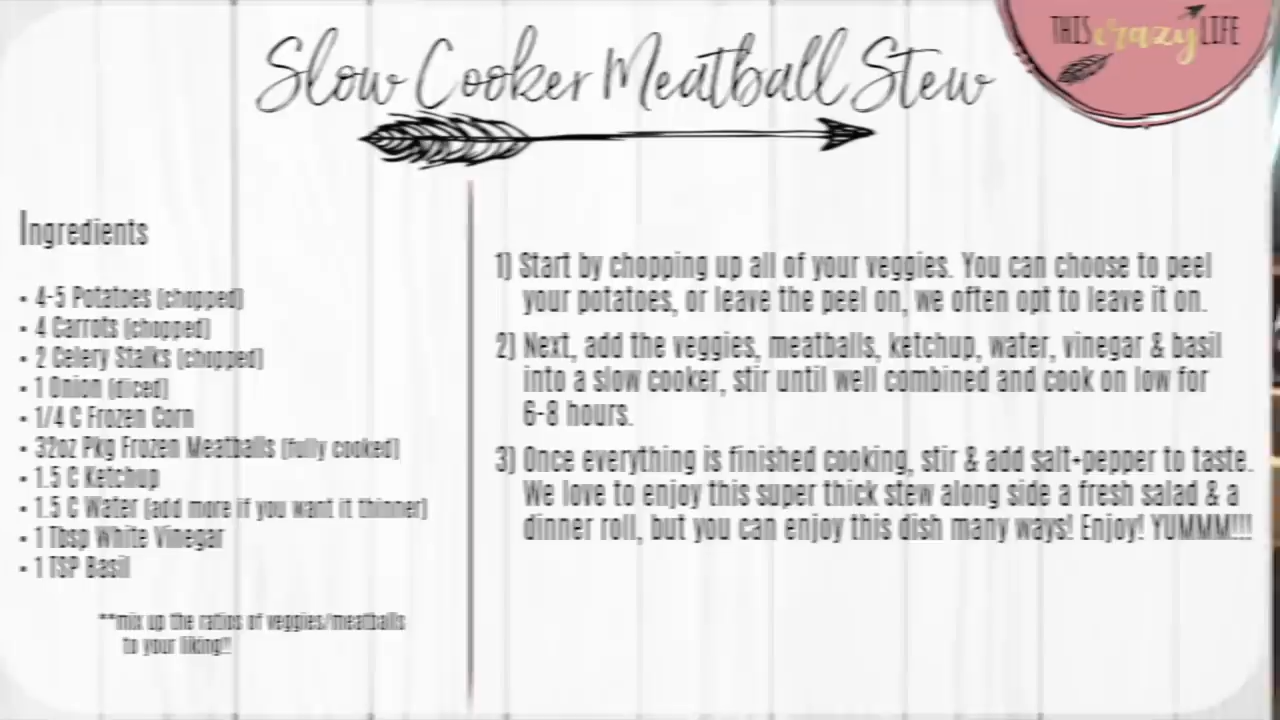 Slow Cooker Meatball Stew
THIS crazy LIFE
Ingredients
• 4-5 Potatoes (chopped)
• 4 Carrots (chopped)
• 2 Celery Stalks (chopped)
• 1 Onion (diced)
• 1/4 C Frozen Corn
• 32oz Pkg Frozen Meatballs (fully cooked)
• 1.5 C Ketchup
• 1.5 C Water (add more if you want it thinner)
• 1 Tbsp White Vinegar
• 1 TSP Basil
**mix up the ratios of veggies/meatballs
to your liking!!
1) Start by chopping up all of your veggies. You can choose to peel
your potatoes, or leave the peel on, we often opt to leave it on.
2) Next, add the veggies, meatballs, ketchup, water, vinegar & basil
into a slow cooker, stir until well combined and cook on low for
6-8 hours.
3) Once everything is finished cooking, stir & add salt+pepper to taste.
We love to enjoy this super thick stew along side a fresh salad & a
dinner roll, but you can enjoy this dish many ways! Enjoy! YUMMM!!!